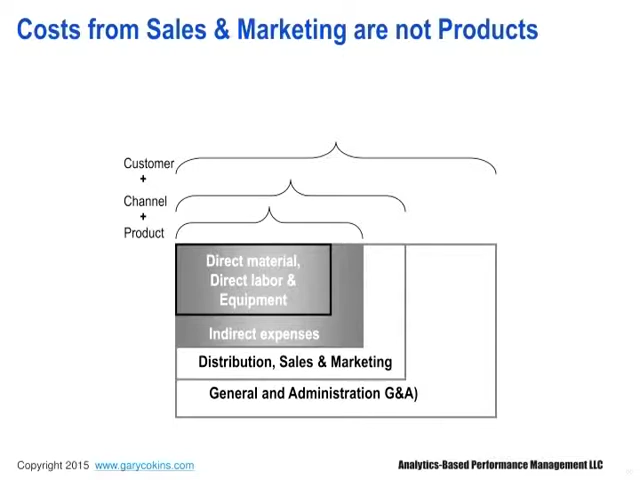 Costs from Sales & Marketing are not Products
Customer
+
Channel
+
Product
Direct material,
Direct labor &
Equipment
Indirect expenses
Distribution, Sales & Marketing
General and Administration G&A)
Copyright 2015 www.garycokins.com
Analytics-Based Performance Management LLC